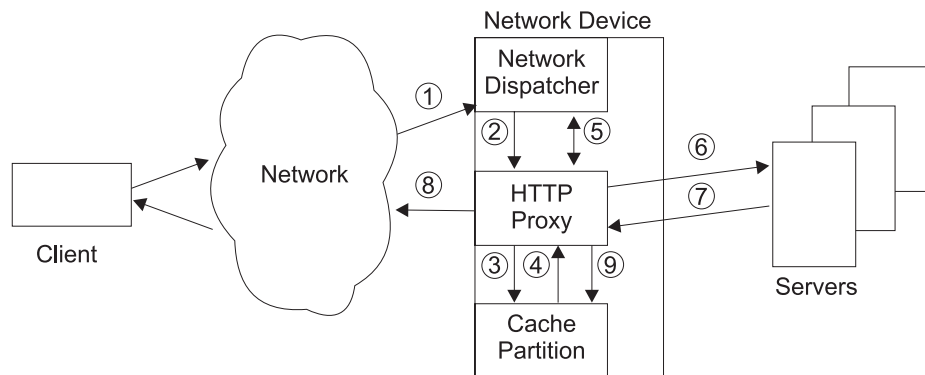 Network Device
Network
Dispatcher
①
②
⑤
⑥
Network
HTTP
Proxy
⑧
⑦
Client
③
④
⑨
Servers
Cache
Partition